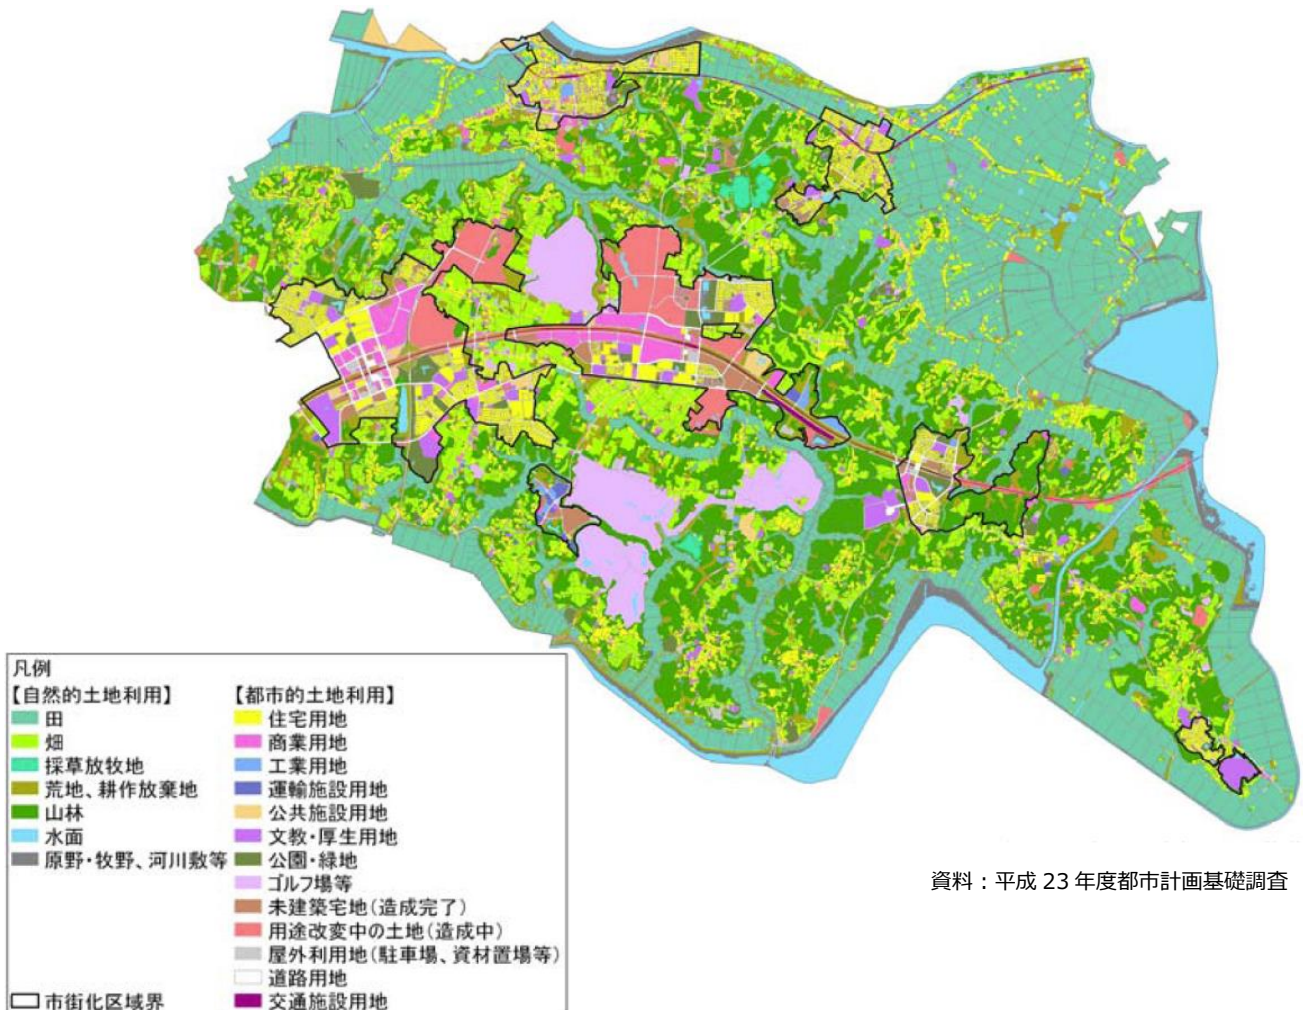 凡例
【自然的土地利用】
田
畑
採草放牧地
荒地、耕作放棄地
山林
水面
原野・牧野、河川敷等
市街化区域界
【都市的土地利用】
住宅用地
商業用地
工業用地
運輸施設用地
公共施設用地
文教・厚生用地
公園・緑地
ゴルフ場等
未建築宅地(造成完了)
用途改変中の土地(造成中)
屋外利用地(駐車場、資材置場等)
道路用地
交通施設用地
資料：平成 23 年度都市計画基礎調査